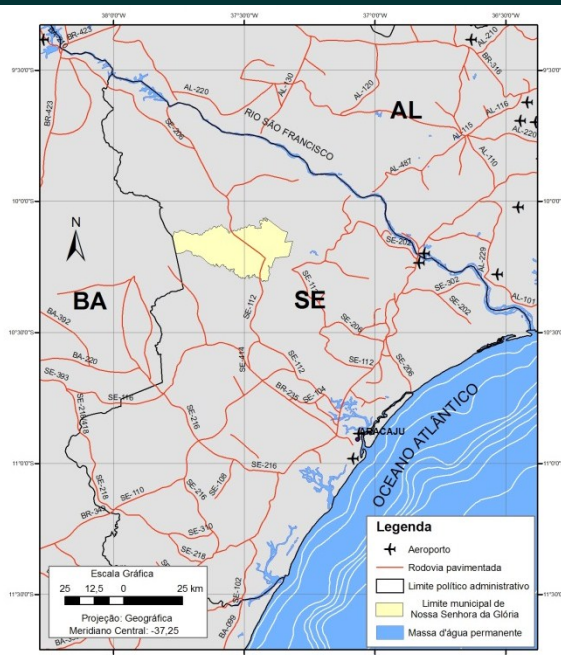 38°0'0"S
37°30'0"S
37°0'0"S
36°30'0"S
BR-423
AL-210
9°30'0"S
9°30'0"S
BR-316
AL-220
AL-130
AL-120
AL-116
BR-423
AL
AL-115
AL-220
SE-206
RIO SÃO FRANCISCO
AL-487
AL-110
10°0'0"S
10°0'0"S
N
SE-202
AL-229
SE-302
BA
SE
SE-202
AL-101
SE-112
SE-206
BA-392
10°30'0"S
10°30'0"S
SE-112
SE-112
SE-206
BA-220
SE-414
SE-393
SE-216
BR-235
SE-104
SE-216
ARACAJU
OCEANO ATLÂNTICO
11°0'0"S
11°0'0"S
SE-216
SE-108
SE-218
SE-110
SE-216
BR-349
SE-310
SE-218
SE-102
BA-099
11°30'0"S
11°30'0"S
Escala Gráfica
25 12,5 0 25 km
Projeção: Geográfica
Meridiano Central: -37,25
Legenda
Aeroporto
Rodovia pavimentada
Limite político administrativo
Limite municipal de
Nossa Senhora da Glória
Massa d'água permanente